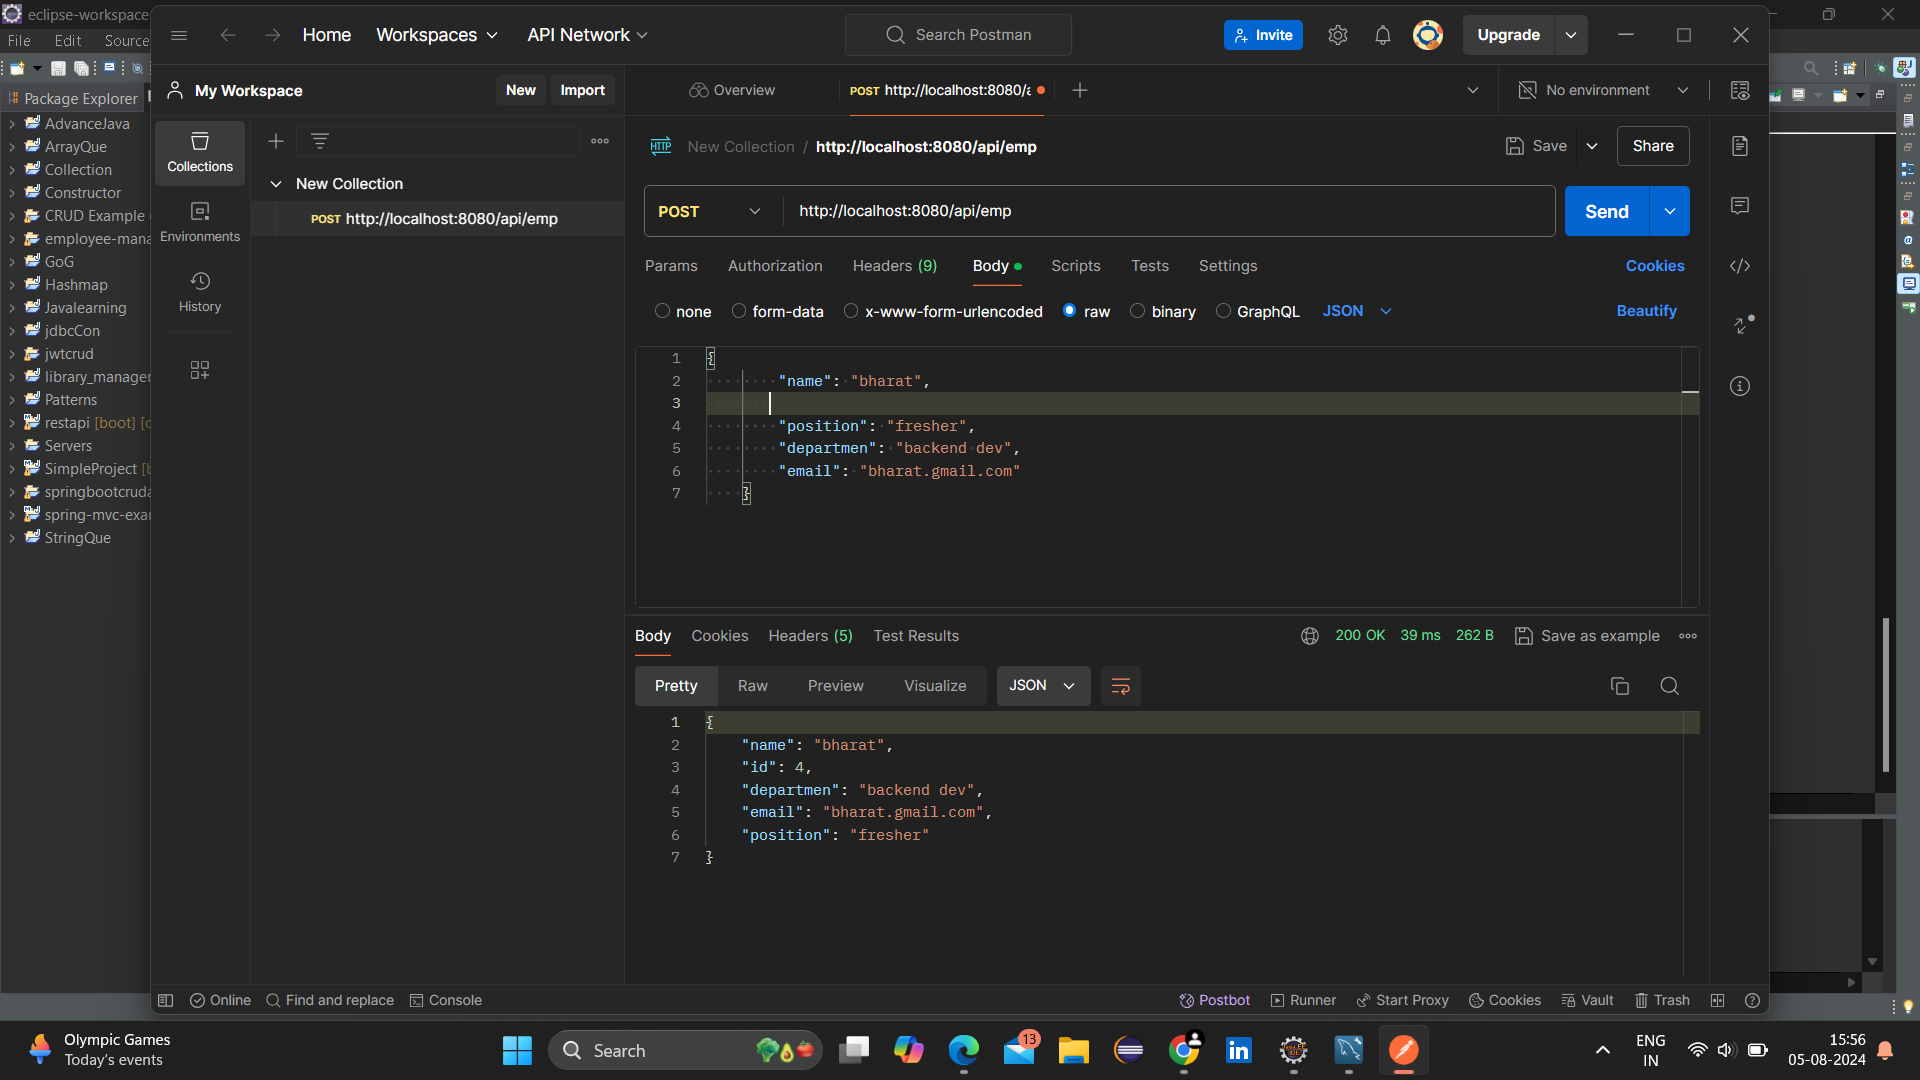 eclipse-workspace
File Edit Source
Package Explorer
AdvanceJava
ArrayQue
Collection
Constructor
CRUD Example
employee-mana
GoG
Hashmap
Javalearning
jdbcCon
jwtcrud
library_manager
Patterns
restapi [boot] [d
Servers
SimpleProject [b
springbootcruda
spring-mvc-exar
StringQue
Home Workspaces API Network
Search Postman
Invite Upgrade
My Workspace New Import
Overview POST http://localhost:8080/a No environment
Collections
Environments
History
New Collection
POST http://localhost:8080/api/emp
HTTP New Collection / http://localhost:8080/api/emp Save Share
POST http://localhost:8080/api/emp Send
Params Authorization Headers (9) Body Scripts Tests Settings Cookies
none form-data x-www-form-urlencoded raw binary GraphQL JSON Beautify
1 {
2 "name": "bharat",
3
4 "position": "fresher",
5 "departmen": "backend dev",
6 "email": "bharat.gmail.com"
7 }
Body Cookies Headers (5) Test Results 200 OK 39 ms 262 B Save as example
Pretty Raw Preview Visualize JSON
1 {
2 "name": "bharat",
3 "id": 4,
4 "departmen": "backend dev",
5 "email": "bharat.gmail.com",
6 "position": "fresher"
7 }
Online Find and replace Console Postbot Runner Start Proxy Cookies Vault Trash
Olympic Games
Today's events
Search
13
ENG
IN
15:56
05-08-2024